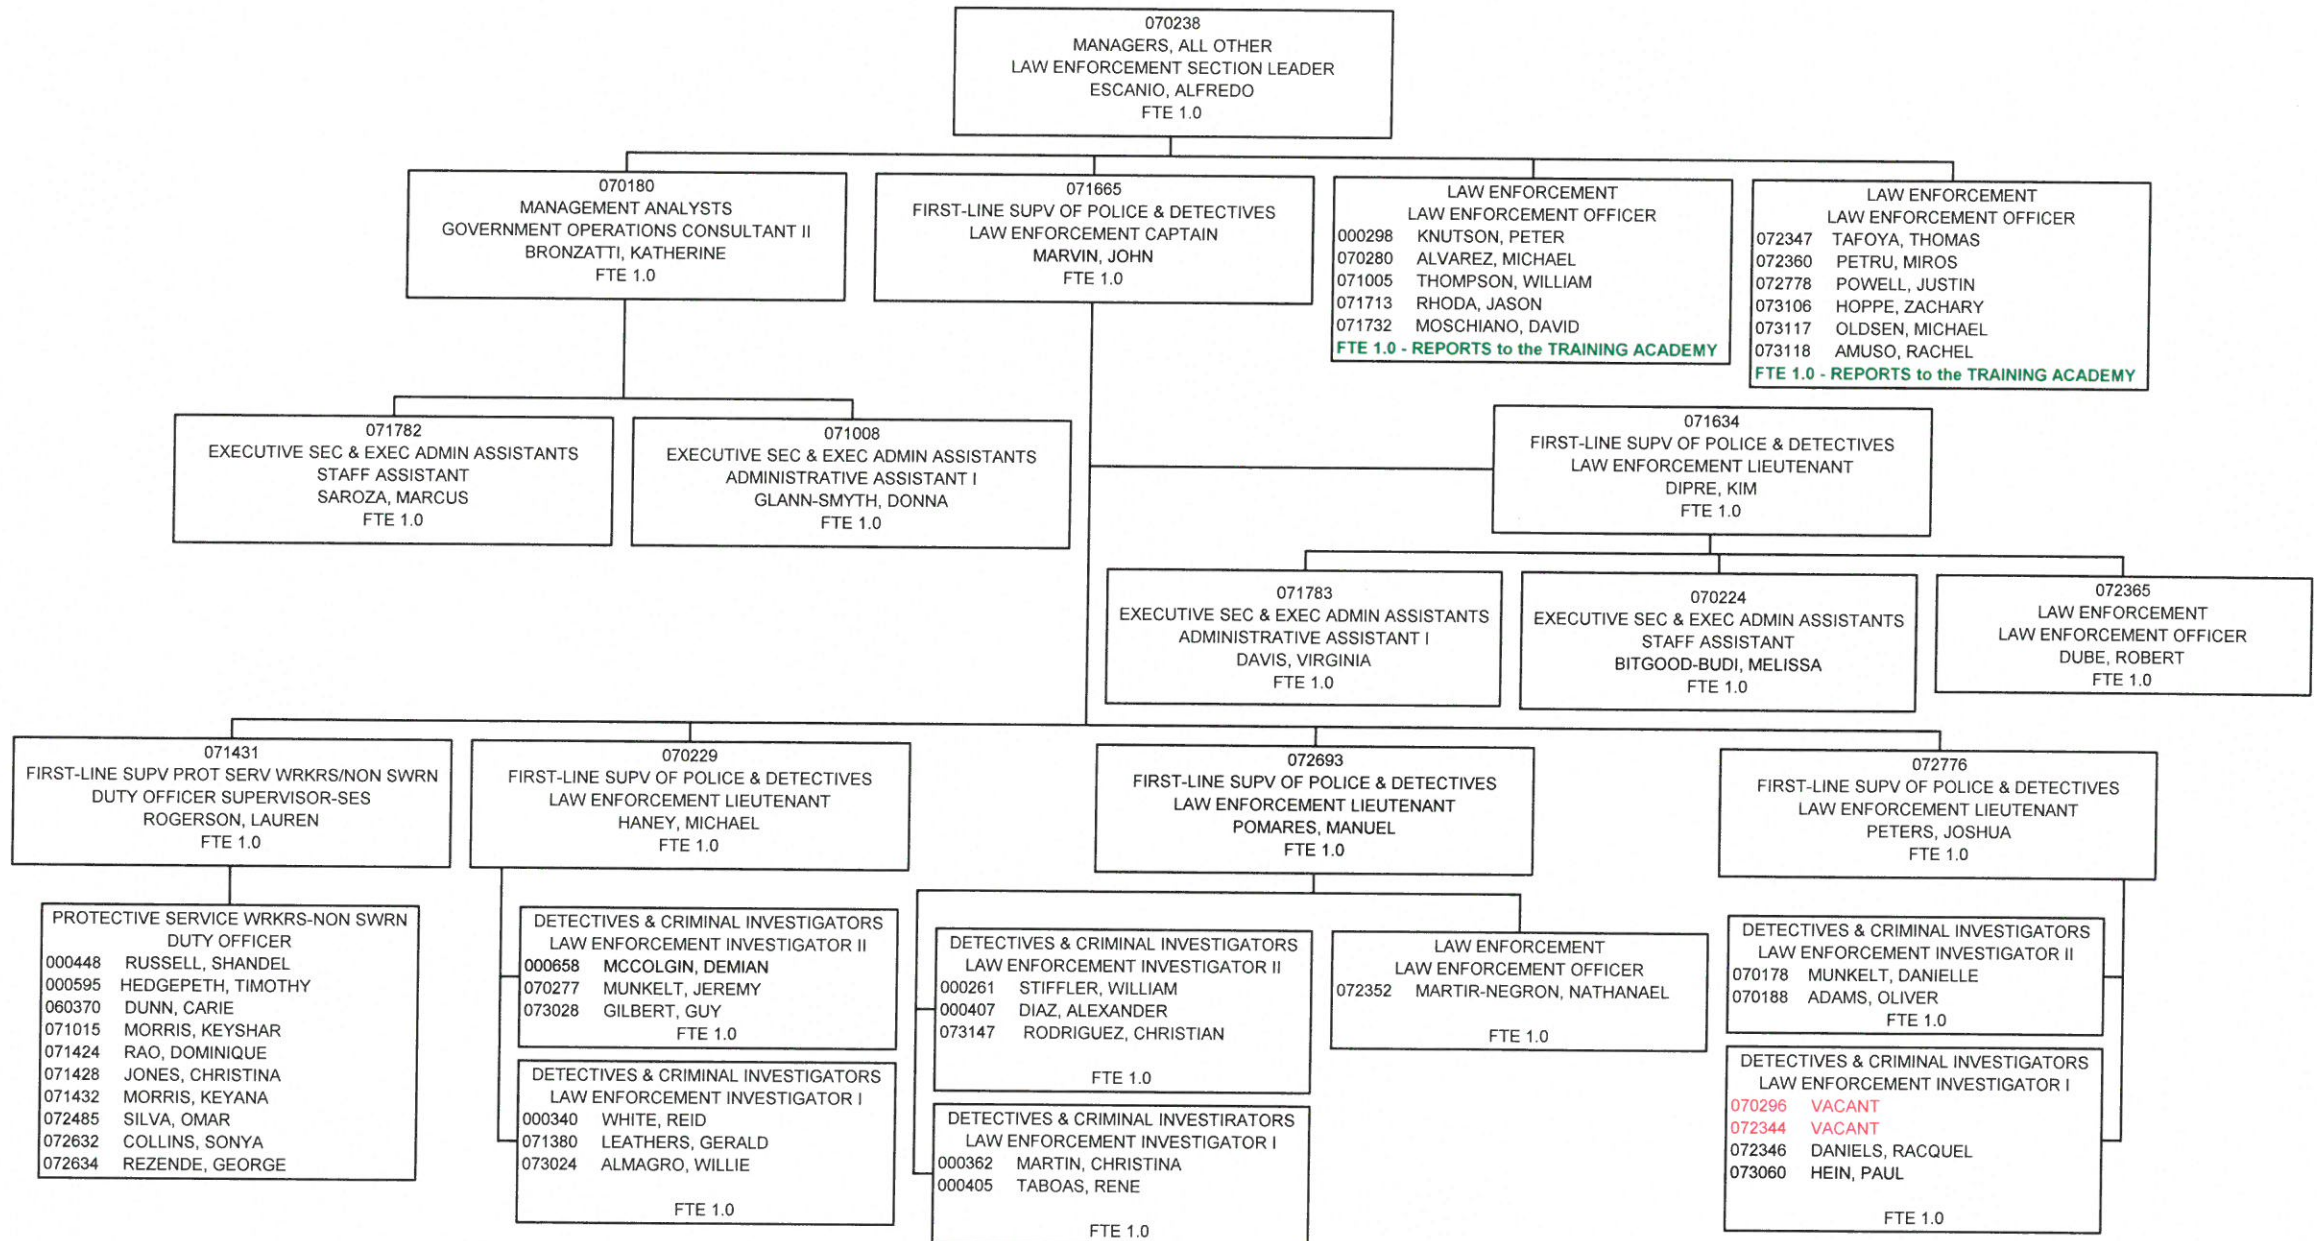 070238
MANAGERS, ALL OTHER
LAW ENFORCEMENT SECTION LEADER
ESCANIO, ALFREDO
FTE 1.0
070180
MANAGEMENT ANALYSTS
GOVERNMENT OPERATIONS CONSULTANT II
BRONZATTI, KATHERINE
FTE 1.0
071665
FIRST-LINE SUPV OF POLICE & DETECTIVES
LAW ENFORCEMENT CAPTAIN
MARVIN, JOHN
FTE 1.0
LAW ENFORCEMENT
LAW ENFORCEMENT OFFICER
000298 KNUTSON, PETER
070280 ALVAREZ, MICHAEL
071005 THOMPSON, WILLIAM
071713 RHODA, JASON
071732 MOSCHIANO, DAVID
FTE 1.0 - REPORTS to the TRAINING ACADEMY
LAW ENFORCEMENT
LAW ENFORCEMENT OFFICER
072347 TAFOYA, THOMAS
072360 PETRU, MIROS
072778 POWELL, JUSTIN
073106 HOPPE, ZACHARY
073117 OLDSEN, MICHAEL
073118 AMUSO, RACHEL
FTE 1.0 - REPORTS to the TRAINING ACADEMY
071782
EXECUTIVE SEC & EXEC ADMIN ASSISTANTS
STAFF ASSISTANT
SAROZA, MARCUS
FTE 1.0
071008
EXECUTIVE SEC & EXEC ADMIN ASSISTANTS
ADMINISTRATIVE ASSISTANT I
GLANN-SMYTH, DONNA
FTE 1.0
071634
FIRST-LINE SUPV OF POLICE & DETECTIVES
LAW ENFORCEMENT LIEUTENANT
DIPRE, KIM
FTE 1.0
071783
EXECUTIVE SEC & EXEC ADMIN ASSISTANTS
ADMINISTRATIVE ASSISTANT I
DAVIS, VIRGINIA
FTE 1.0
070224
EXECUTIVE SEC & EXEC ADMIN ASSISTANTS
STAFF ASSISTANT
BITGOOD-BUDI, MELISSA
FTE 1.0
072365
LAW ENFORCEMENT
LAW ENFORCEMENT OFFICER
DUBE, ROBERT
FTE 1.0
071431
FIRST-LINE SUPV PROT SERV WRKRS/NON SWRN
DUTY OFFICER SUPERVISOR-SES
ROGERSON, LAUREN
FTE 1.0
070229
FIRST-LINE SUPV OF POLICE & DETECTIVES
LAW ENFORCEMENT LIEUTENANT
HANEY, MICHAEL
FTE 1.0
072693
FIRST-LINE SUPV OF POLICE & DETECTIVES
LAW ENFORCEMENT LIEUTENANT
POMARES, MANUEL
FTE 1.0
072776
FIRST-LINE SUPV OF POLICE & DETECTIVES
LAW ENFORCEMENT LIEUTENANT
PETERS, JOSHUA
FTE 1.0
PROTECTIVE SERVICE WRKRS-NON SWRN
DUTY OFFICER
000448 RUSSELL, SHANDEL
000595 HEDGEPETH, TIMOTHY
060370 DUNN, CARIE
071015 MORRIS, KEYSHAR
071424 RAO, DOMINIQUE
071428 JONES, CHRISTINA
071432 MORRIS, KEYANA
072485 SILVA, OMAR
072632 COLLINS, SONYA
072634 REZENDE, GEORGE
DETECTIVES & CRIMINAL INVESTIGATORS
LAW ENFORCEMENT INVESTIGATOR II
000658 MCCOLGIN, DEMIAN
070277 MUNKELT, JEREMY
073028 GILBERT, GUY
FTE 1.0
DETECTIVES & CRIMINAL INVESTIGATORS
LAW ENFORCEMENT INVESTIGATOR I
000340 WHITE, REID
071380 LEATHERS, GERALD
073024 ALMAGRO, WILLIE
FTE 1.0
DETECTIVES & CRIMINAL INVESTIGATORS
LAW ENFORCEMENT INVESTIGATOR II
000261 STIFFLER, WILLIAM
000407 DIAZ, ALEXANDER
073147 RODRIGUEZ, CHRISTIAN
FTE 1.0
DETECTIVES & CRIMINAL INVESTIRATORS
LAW ENFORCEMENT INVESTIGATOR I
000362 MARTIN, CHRISTINA
000405 TABOAS, RENE
FTE 1.0
LAW ENFORCEMENT
LAW ENFORCEMENT OFFICER
072352 MARTIR-NEGRON, NATHANAEL
FTE 1.0
DETECTIVES & CRIMINAL INVESTIGATORS
LAW ENFORCEMENT INVESTIGATOR II
070178 MUNKELT, DANIELLE
070188 ADAMS, OLIVER
FTE 1.0
DETECTIVES & CRIMINAL INVESTIGATORS
LAW ENFORCEMENT INVESTIGATOR I
070296 VACANT
072344 VACANT
072346 DANIELS, RACQUEL
073060 HEIN, PAUL
FTE 1.0